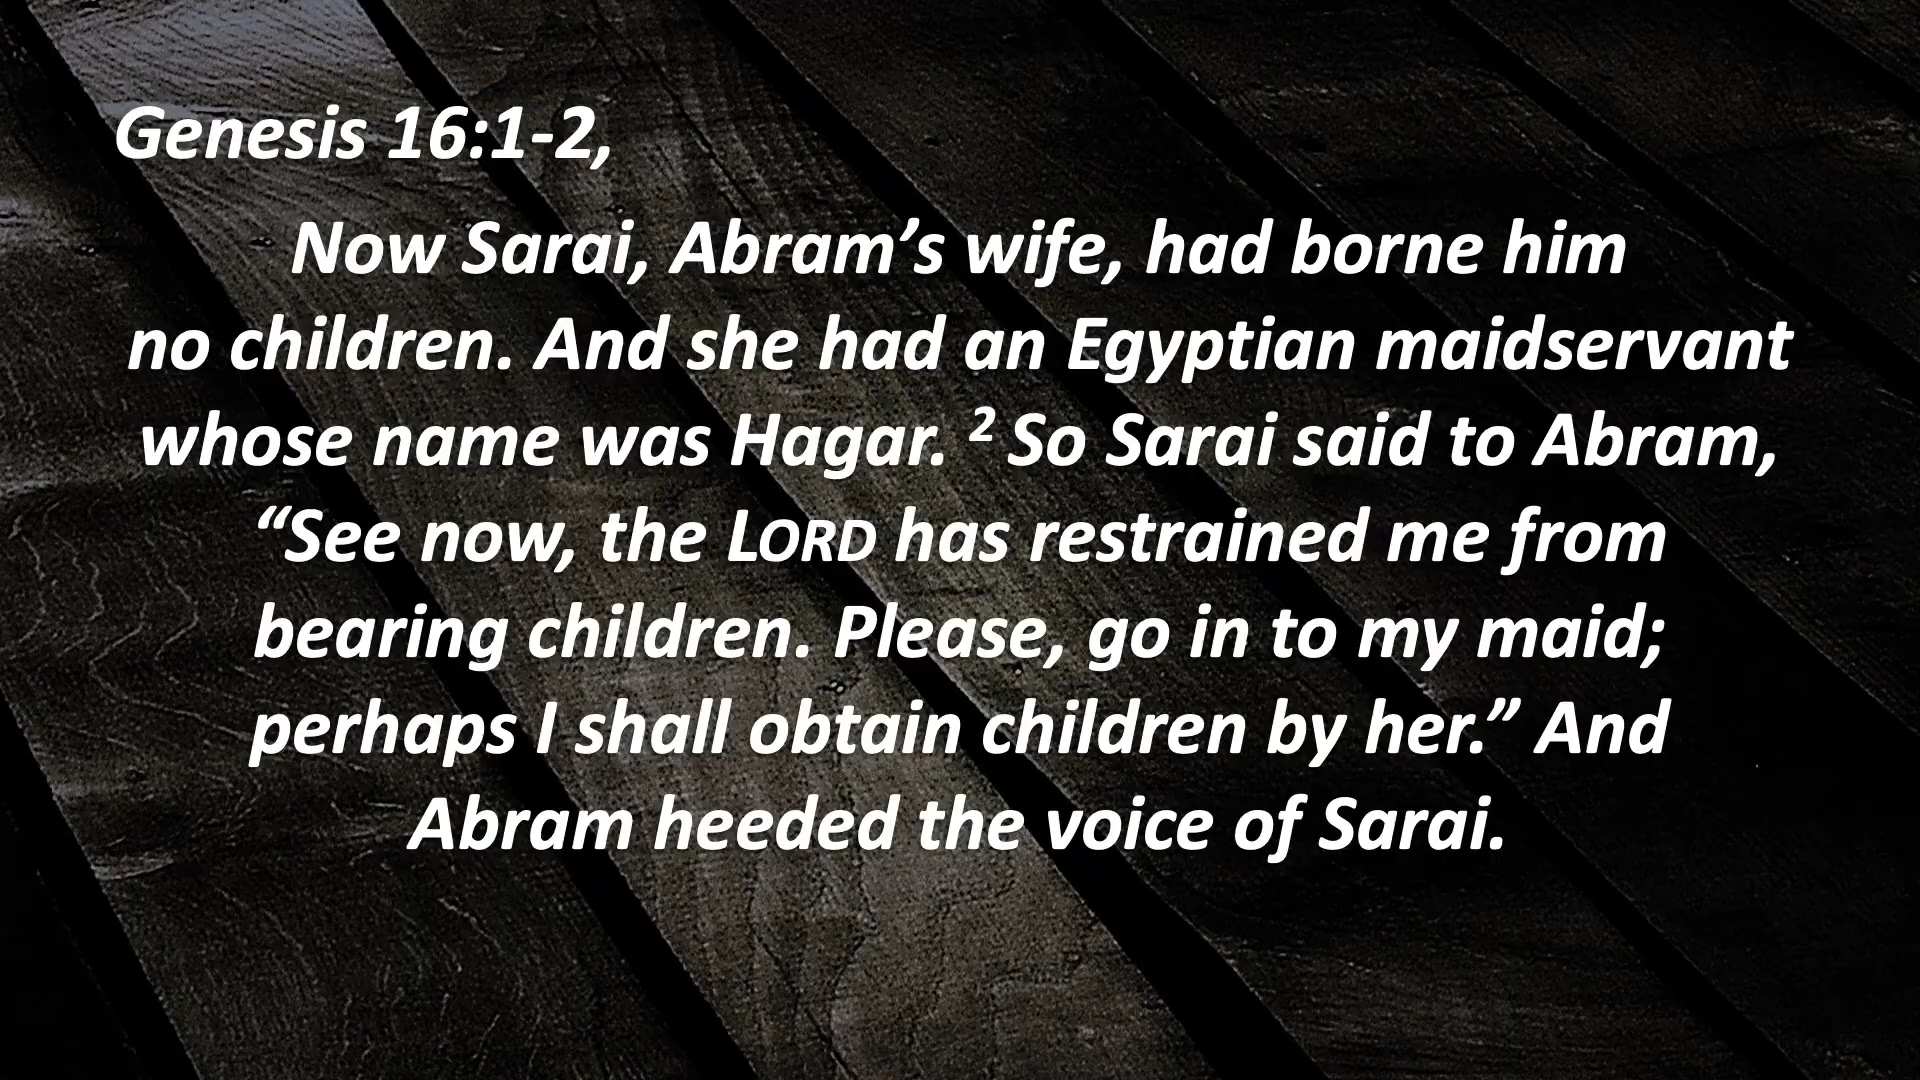 Genesis 16:1-2,
Now Sarai, Abram’s wife, had borne him
no children. And she had an Egyptian maidservant
whose name was Hagar. ² So Sarai said to Abram,
“See now, the LORD has restrained me from
bearing children. Please, go in to my maid;
perhaps I shall obtain children by her.” And
Abram heeded the voice of Sarai.